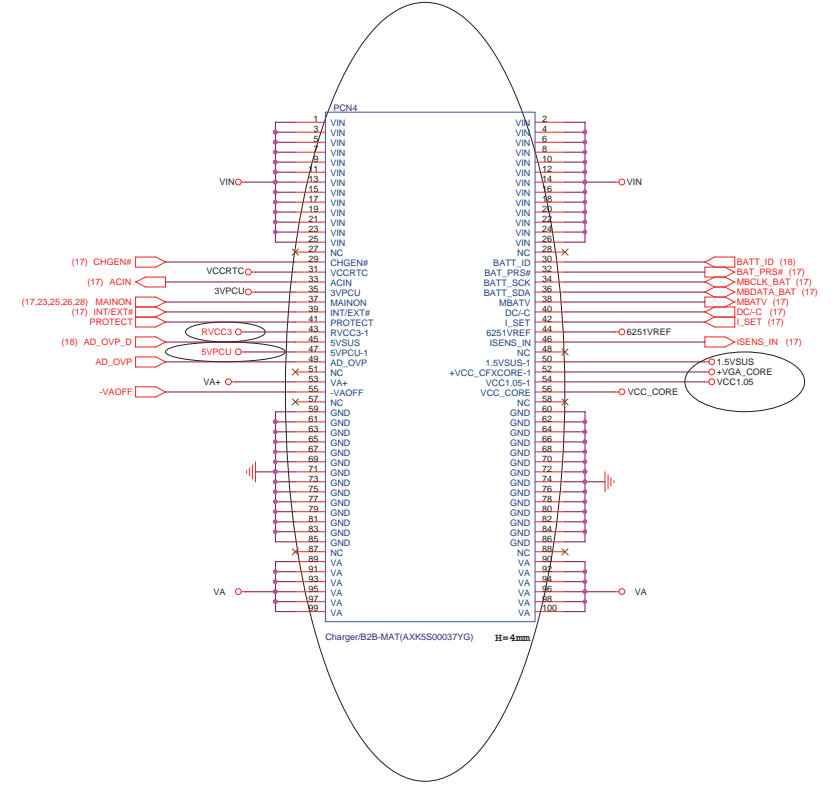 PCN4
1 VIN VIN 2
3 VIN VIN 4
5 VIN VIN 6
7 VIN VIN 8
9 VIN VIN 10
11 VIN VIN 12
VIN 13 VIN VIN 14 VIN
15 VIN VIN 16
17 VIN VIN 18
19 VIN VIN 20
21 VIN VIN 22
23 VIN VIN 24
25 VIN VIN 26
27 NC NC 28
(17) CHGEN# 29 CHGEN# BATT_ID 30 BATT_ID (18)
VCCRTC 31 VCCRTC BAT_PRS# 32 BAT_PRS# (17)
(17) ACIN 33 ACIN BATT_SCK 34 MBCLK_BAT (17)
3VPCU 35 3VPCU BATT_SDA 36 MBDATA_BAT (17)
(17,23,25,26,28) MAINON 37 MAINON MBATV 38 MBATV (17)
(17) INT/EXT# 39 INT/EXT# DC/-C 40 DC/-C (17)
PROTECT 41 PROTECT I_SET 42 I_SET (17)
RVCC3 43 RVCC3-1 6251VREF 44 6251VREF
(18) AD_OVP_D 45 5VSUS ISENS_IN 46 ISENS_IN (17)
5VPCU 47 5VPCU-1 NC 48
AD_OVP 49 AD_OVP 1.5VSUS-1 50 1.5VSUS
51 NC +VCC_CFXCORE-1 52 +VGA_CORE
VA+ 53 VA+ VCC1.05-1 54 VCC1.05
-VAOFF 55 -VAOFF VCC_CORE 56 VCC_CORE
57 NC NC 58
59 GND GND 60
61 GND GND 62
63 GND GND 64
65 GND GND 66
67 GND GND 68
69 GND GND 70
71 GND GND 72
73 GND GND 74
75 GND GND 76
77 GND GND 78
79 GND GND 80
81 GND GND 82
83 GND GND 84
85 GND GND 86
87 NC NC 88
89 VA VA 90
91 VA VA 92
93 VA VA 94
VA 95 VA VA 96 VA
97 VA VA 98
99 VA VA 100
Charger/B2B-MAT(AXK5S00037YG) H=4mm